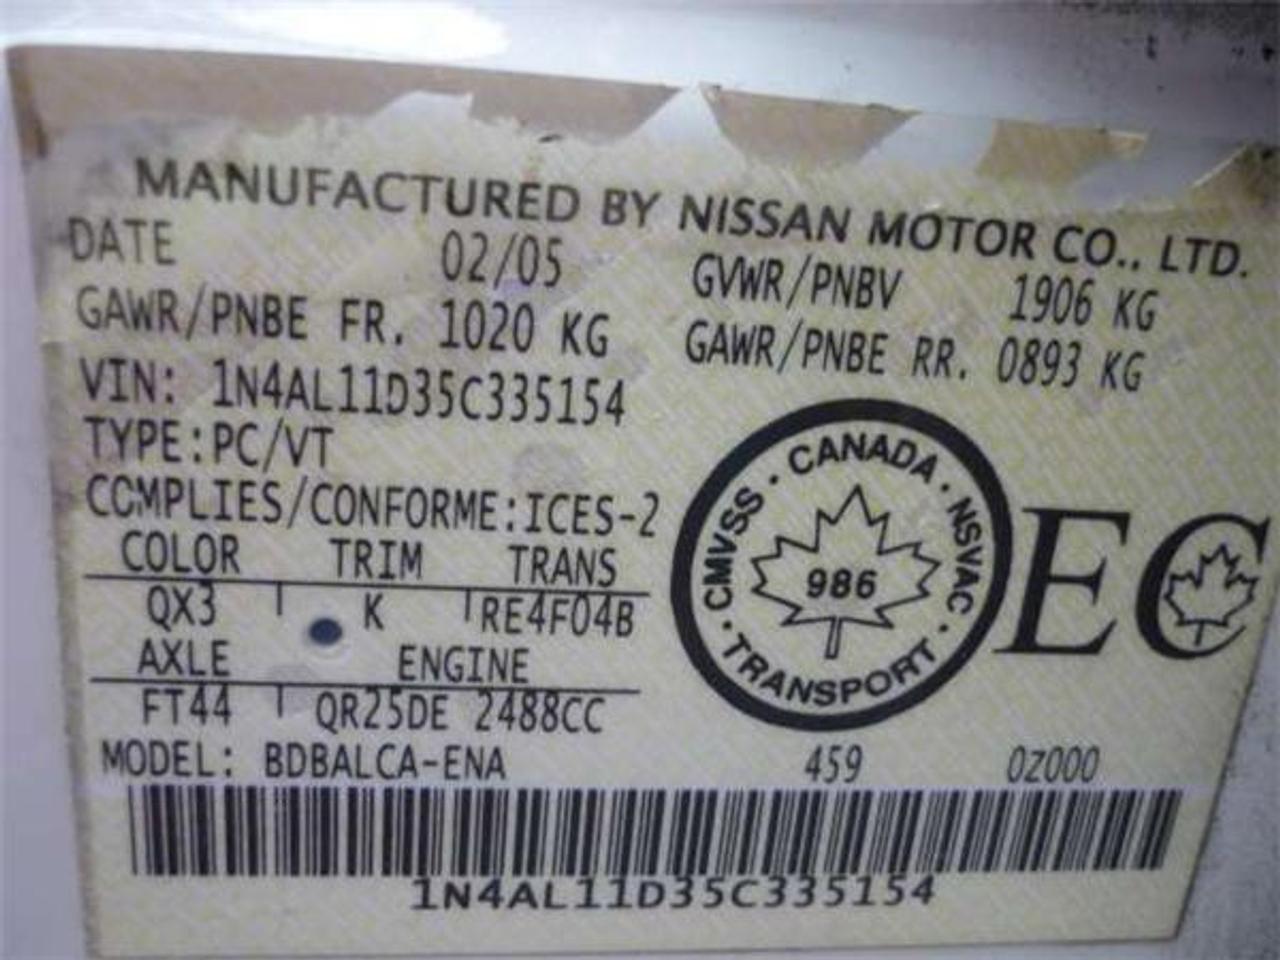 MANUFACTURED BY NISSAN MOTOR CO., LTD.
DATE 02/05 GVWR/PNBV 1906 KG
GAWR/PNBE FR. 1020 KG GAWR/PNBE RR. 0893 KG
VIN: 1N4AL11D35C335154
TYPE:PC/VT
COMPLIES/CONFORME:ICES-2
COLOR TRIM TRANS
QX3 K RE4F04B
AXLE ENGINE
FT44 QR25DE 2488CC
MODEL: BDBALCA-ENA 459 0Z000
CANADA · NSVAC · TRANSPORT · CMVSS ·
986
EC
1N4AL11D35C335154